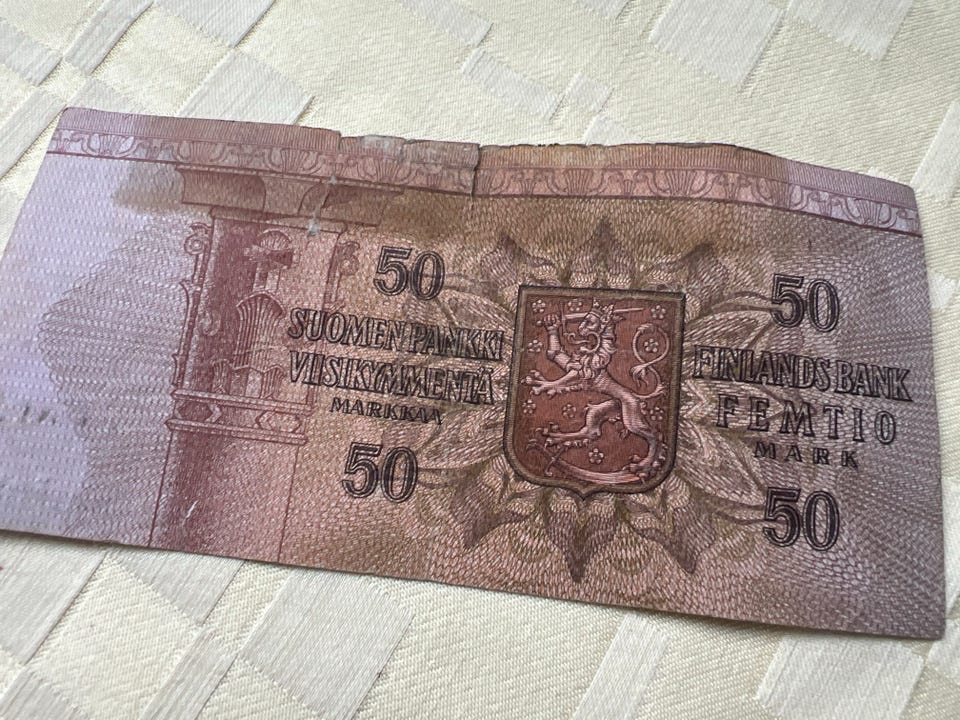 50
SUOMEN PANKKI
VIISIKYMMENTÄ
MARKKAA
50
50
FINLANDS BANK
FEMTIO
MARK
50